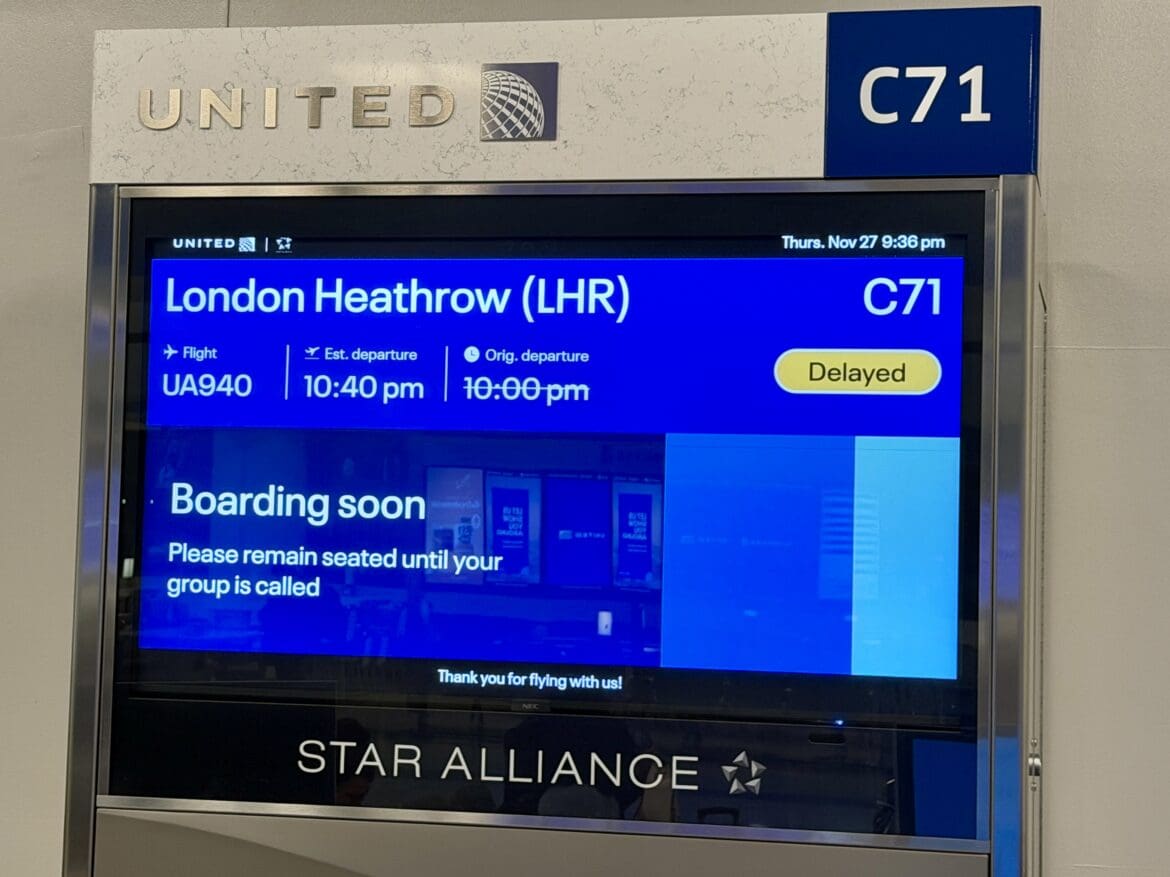 UNITED
C71
UNITED
Thurs. Nov 27 9:36 pm
London Heathrow (LHR)
C71
Flight
Est. departure
Orig. departure
UA940
10:40 pm
10:00 pm
Delayed
Boarding soon
Please remain seated until your
group is called
Thank you for flying with us!
NEC
STAR ALLIANCE